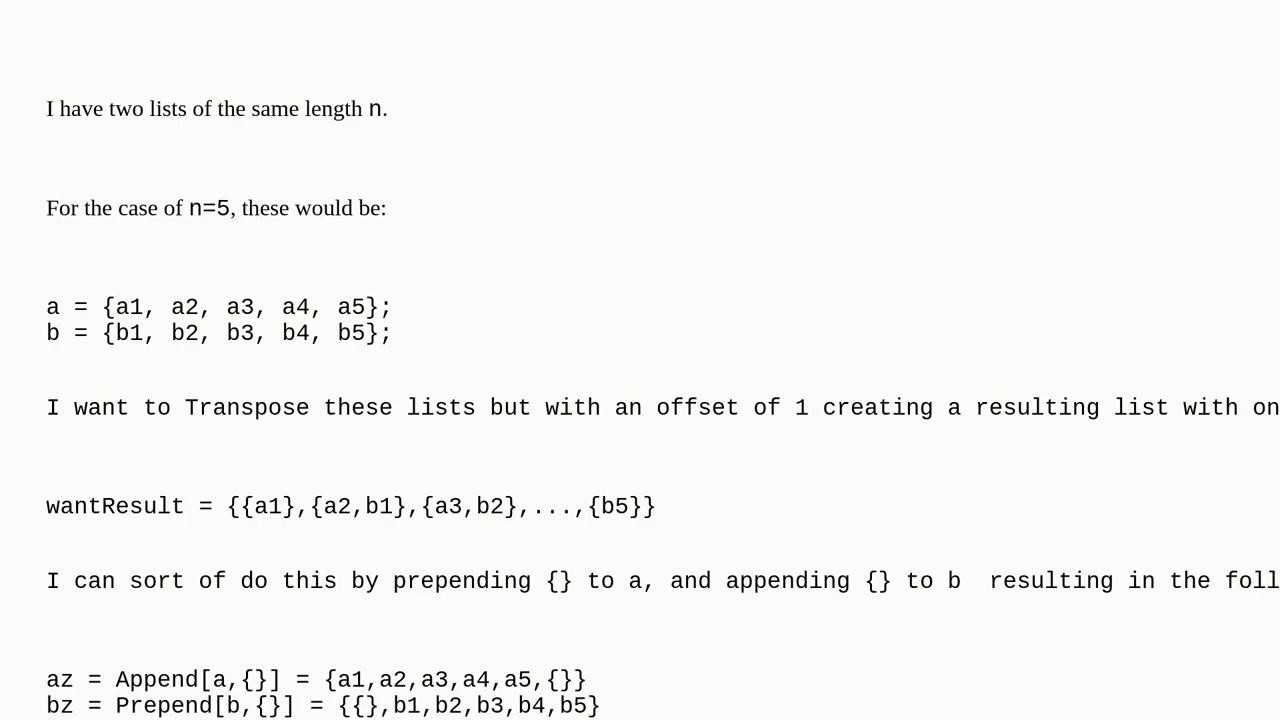 I have two lists of the same length n.
For the case of n=5, these would be:
a = {a1, a2, a3, a4, a5};
b = {b1, b2, b3, b4, b5};
I want to Transpose these lists but with an offset of 1 creating a resulting list with on
wantResult = {{a1},{a2,b1},{a3,b2},...,{b5}}
I can sort of do this by prepending {} to a, and appending {} to b  resulting in the foll
az = Append[a,{}] = {a1,a2,a3,a4,a5,{}}
bz = Prepend[b,{}] = {{},b1,b2,b3,b4,b5}